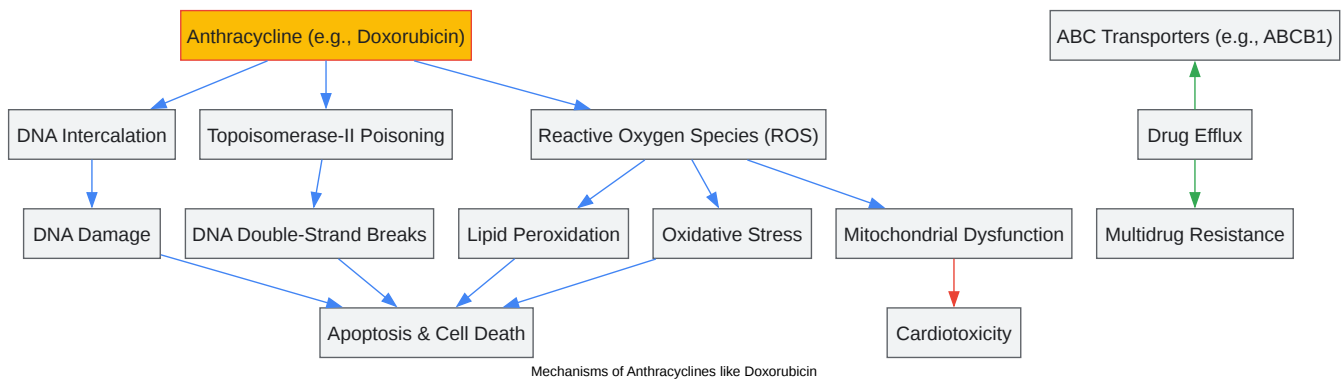 Anthracycline (e.g., Doxorubicin)
ABC Transporters (e.g., ABCB1)
DNA Intercalation
Topoisomerase-II Poisoning
Reactive Oxygen Species (ROS)
Drug Efflux
DNA Damage
DNA Double-Strand Breaks
Lipid Peroxidation
Oxidative Stress
Mitochondrial Dysfunction
Multidrug Resistance
Apoptosis & Cell Death
Cardiotoxicity
Mechanisms of Anthracyclines like Doxorubicin